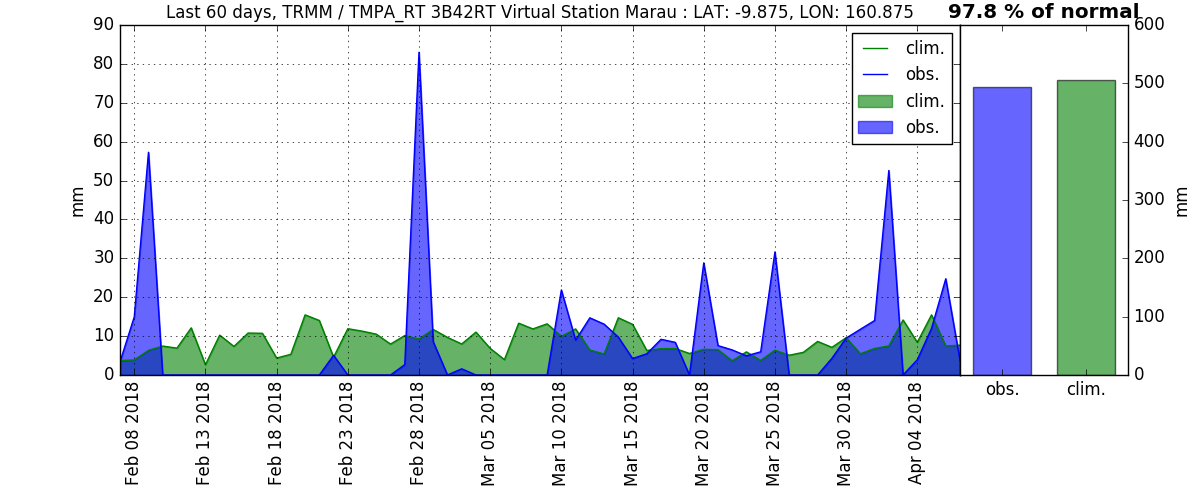 Last 60 days, TRMM / TMPA_RT 3B42RT Virtual Station Marau : LAT: -9.875, LON: 160.875
97.8 % of normal
90
80
70
60
50
40
30
20
10
0
mm
clim.
obs.
clim.
obs.
600
500
400
300
200
100
0
mm
obs.
clim.
Feb 08 2018
Feb 13 2018
Feb 18 2018
Feb 23 2018
Feb 28 2018
Mar 05 2018
Mar 10 2018
Mar 15 2018
Mar 20 2018
Mar 25 2018
Mar 30 2018
Apr 04 2018